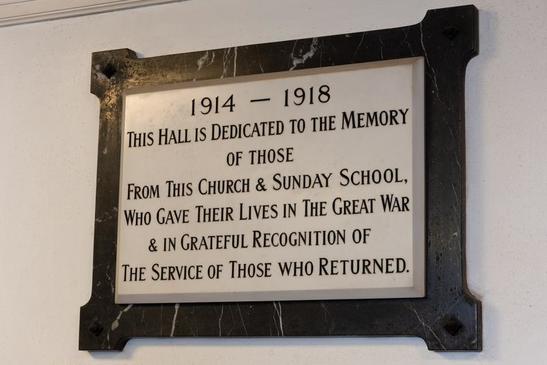 1914 — 1918
THIS HALL IS DEDICATED TO THE MEMORY
OF THOSE
FROM THIS CHURCH & SUNDAY SCHOOL,
WHO GAVE THEIR LIVES IN THE GREAT WAR
& IN GRATEFUL RECOGNITION OF
THE SERVICE OF THOSE WHO RETURNED.